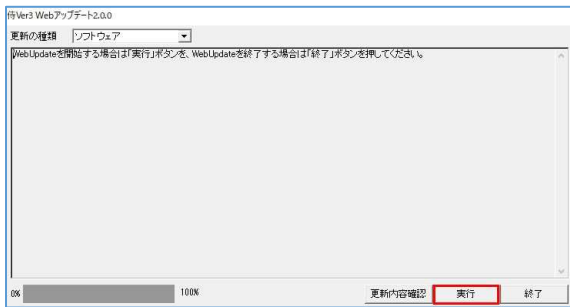 侍Ver3 Webアップデート2.0.0
更新の種類 ソフトウェア
WebUpdateを開始する場合は「実行」ボタンを、WebUpdateを終了する場合は「終了」ボタンを押してください。
0% 100% 更新内容確認 実行 終了